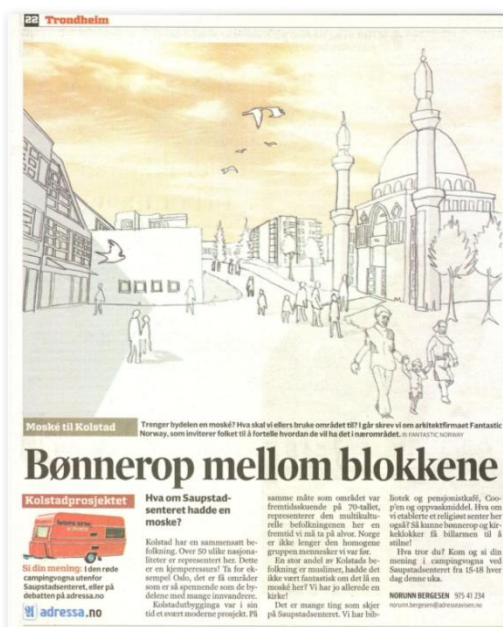 22 Trondheim
Moské til Kolstad
Trenger bydelen en moské? Hva skal vi ellers bruke området til? I går skrev vi om arkitektfirmaet Fantastic
Norway, som inviterer folket til å fortelle hvordan de vil ha det i nærområdet. © FANTASTIC NORWAY
Bønnerop mellom blokkene
Kolstadprosjektet
Si din mening: I den røde
campingvogna utenfor
Saupstadsenteret, eller på
debatten på adressa.no
adressa.no
Hva om Saupstad-
senteret hadde en
moske?
Kolstad har en sammensatt be-
folkning. Over 50 ulike nasjona-
liteter er representert her. Dette
er en kjemperessurs! Ta for ek-
sempel Oslo, det er få områder
som er så spennende som de by-
delene med mange innvandrere.
Kolstadutbygginga var i sin
tid et svært moderne prosjekt. På
samme måte som området var
fremtidsskuende på 70-tallet,
representerer den multikultu-
relle befolkningen her en
fremtid vi må ta på alvor. Norge
er ikke lenger den homogene
gruppen mennesker vi var før.
En stor andel av Kolstads be-
folkning er muslimer, hadde det
ikke vært fantastisk om det lå en
moské her? Vi har jo allerede en
kirke!
Det er mange ting som skjer
på Saupstadsenteret. Vi har bib-
liotek og pensjonistkafé, Coo-
p'en og oppvaskmiddel. Hva om
vi etablerte et religiøst senter her
også? Så kunne bønnerop og kir-
keklokker få billarmen til å
stilne!
Hva tror du? Kom og si din
mening i campingvogna ved
Saupstadsenteret fra 15-18 hver
dag denne uka.
NORUNN BERGESEN 975 41 234
norunn.bergesen@adresseavisen.no